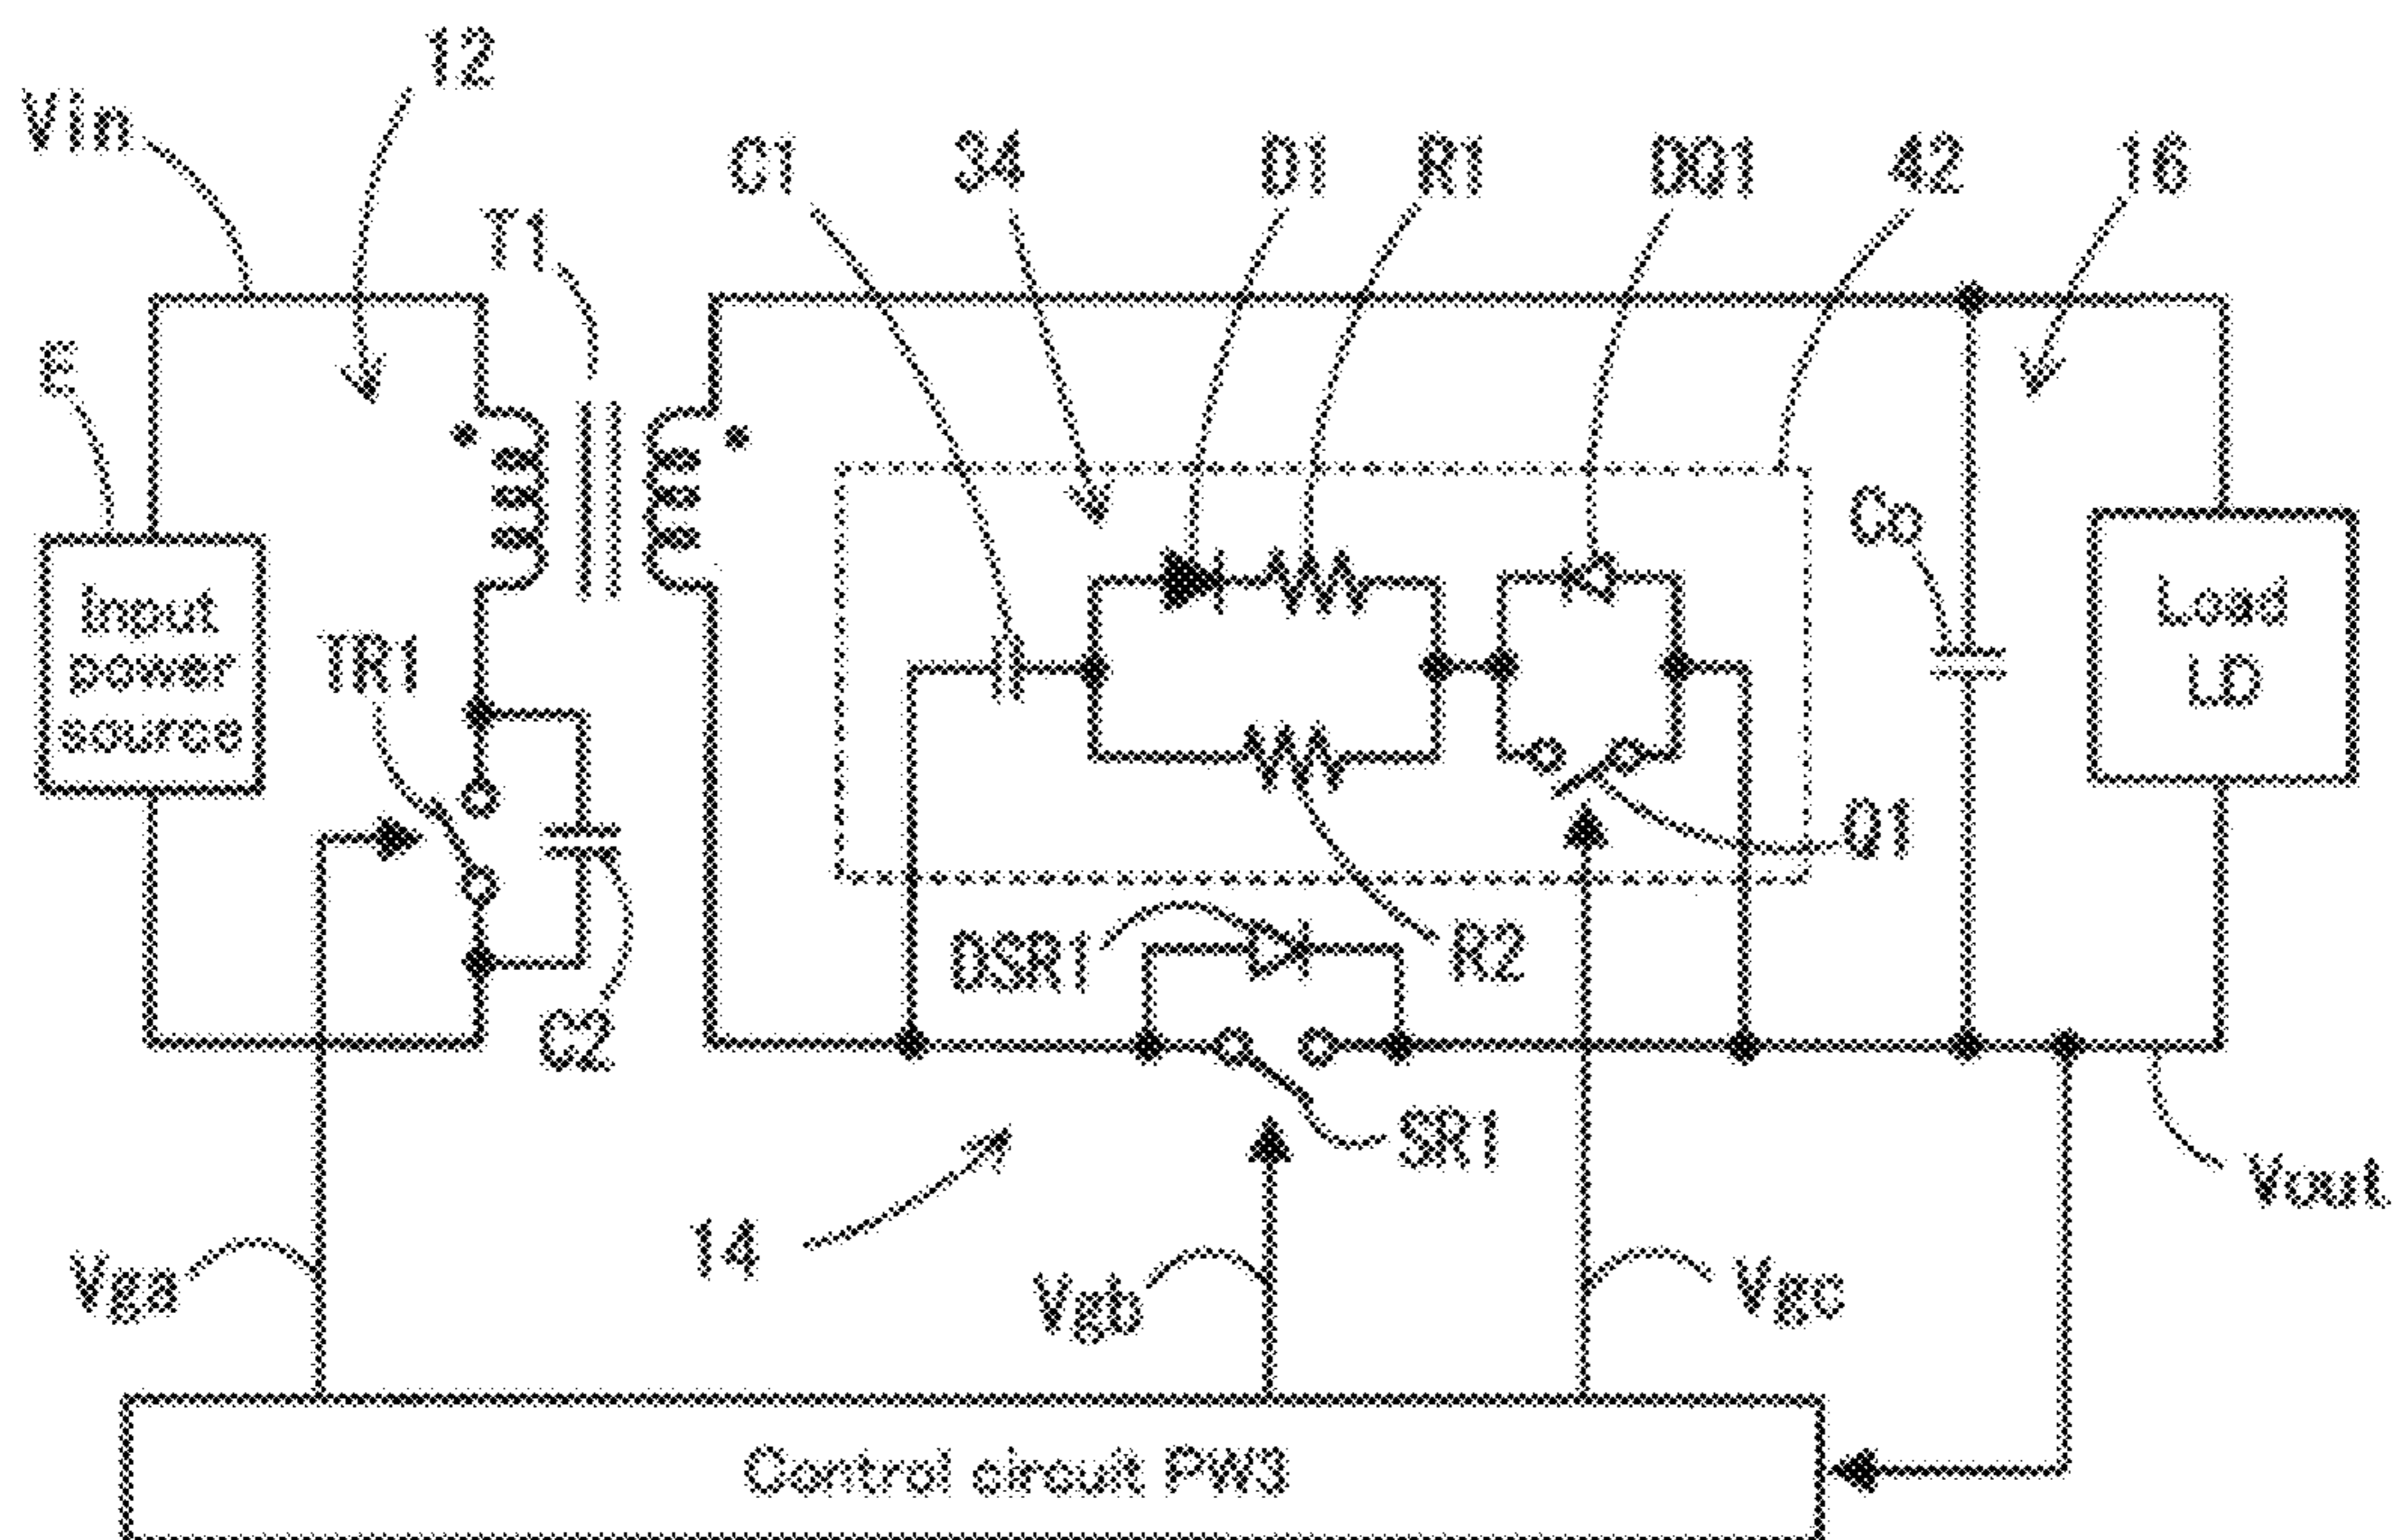 12
Vin
C1
34
D1
R1
DQ1
42
16
T1
E
Co
Input
power
source
Load
LD
TR1
Q1
DSR1
R2
C2
SR1
Vout
14
Vga
Vgb
Vgc
Control circuit PW3